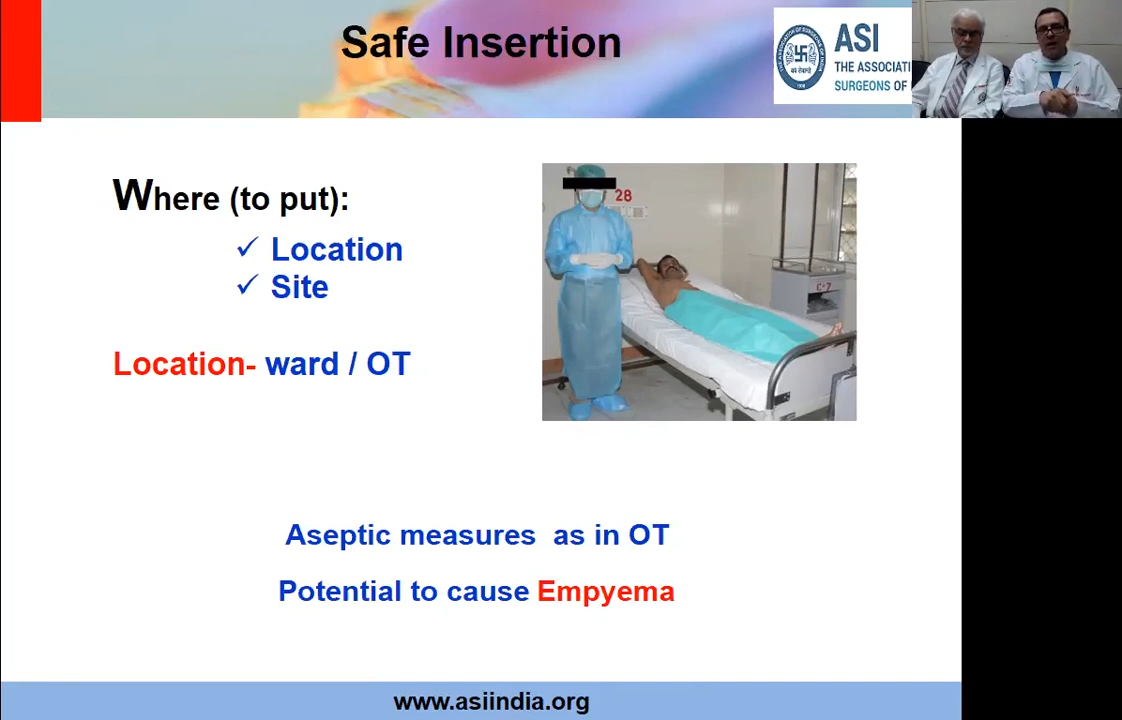 Safe Insertion
ASI
THE ASSOCIATI
SURGEONS OF
Where (to put):
✓ Location
✓ Site
28
C-7
Location- ward / OT
Aseptic measures as in OT
Potential to cause Empyema
www.asiindia.org